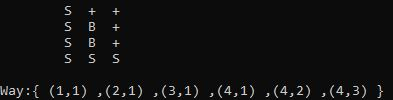 S + +
S B +
S B +
S S S
Way:{ (1,1) ,(2,1) ,(3,1) ,(4,1) ,(4,2) ,(4,3) }